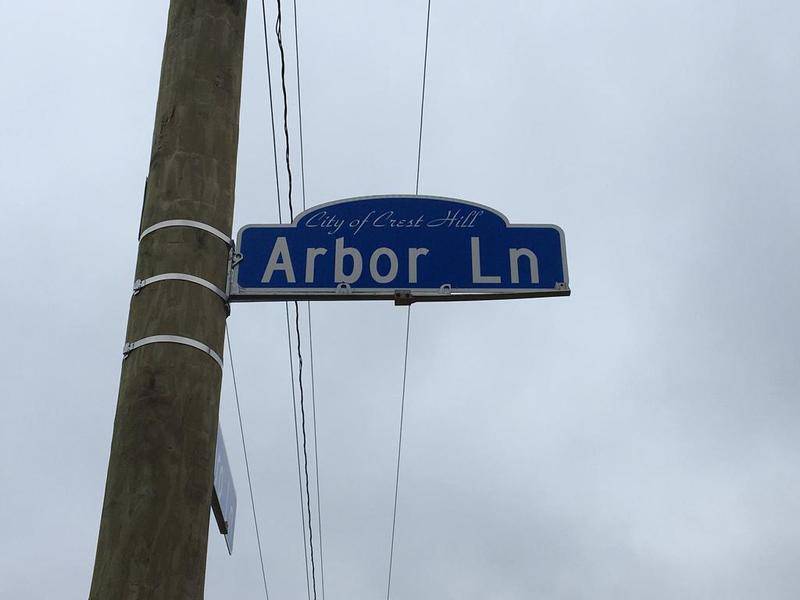 City of Crest Hill
Arbor Ln